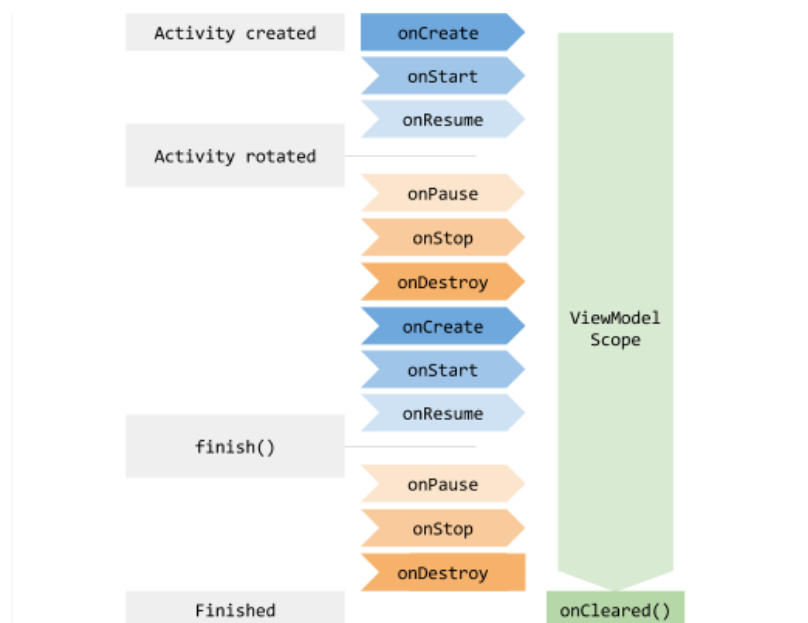 Activity created
onCreate
onStart
onResume
Activity rotated
onPause
onStop
onDestroy
onCreate
onStart
onResume
finish()
onPause
onStop
onDestroy
Finished
ViewModel
Scope
onCleared()